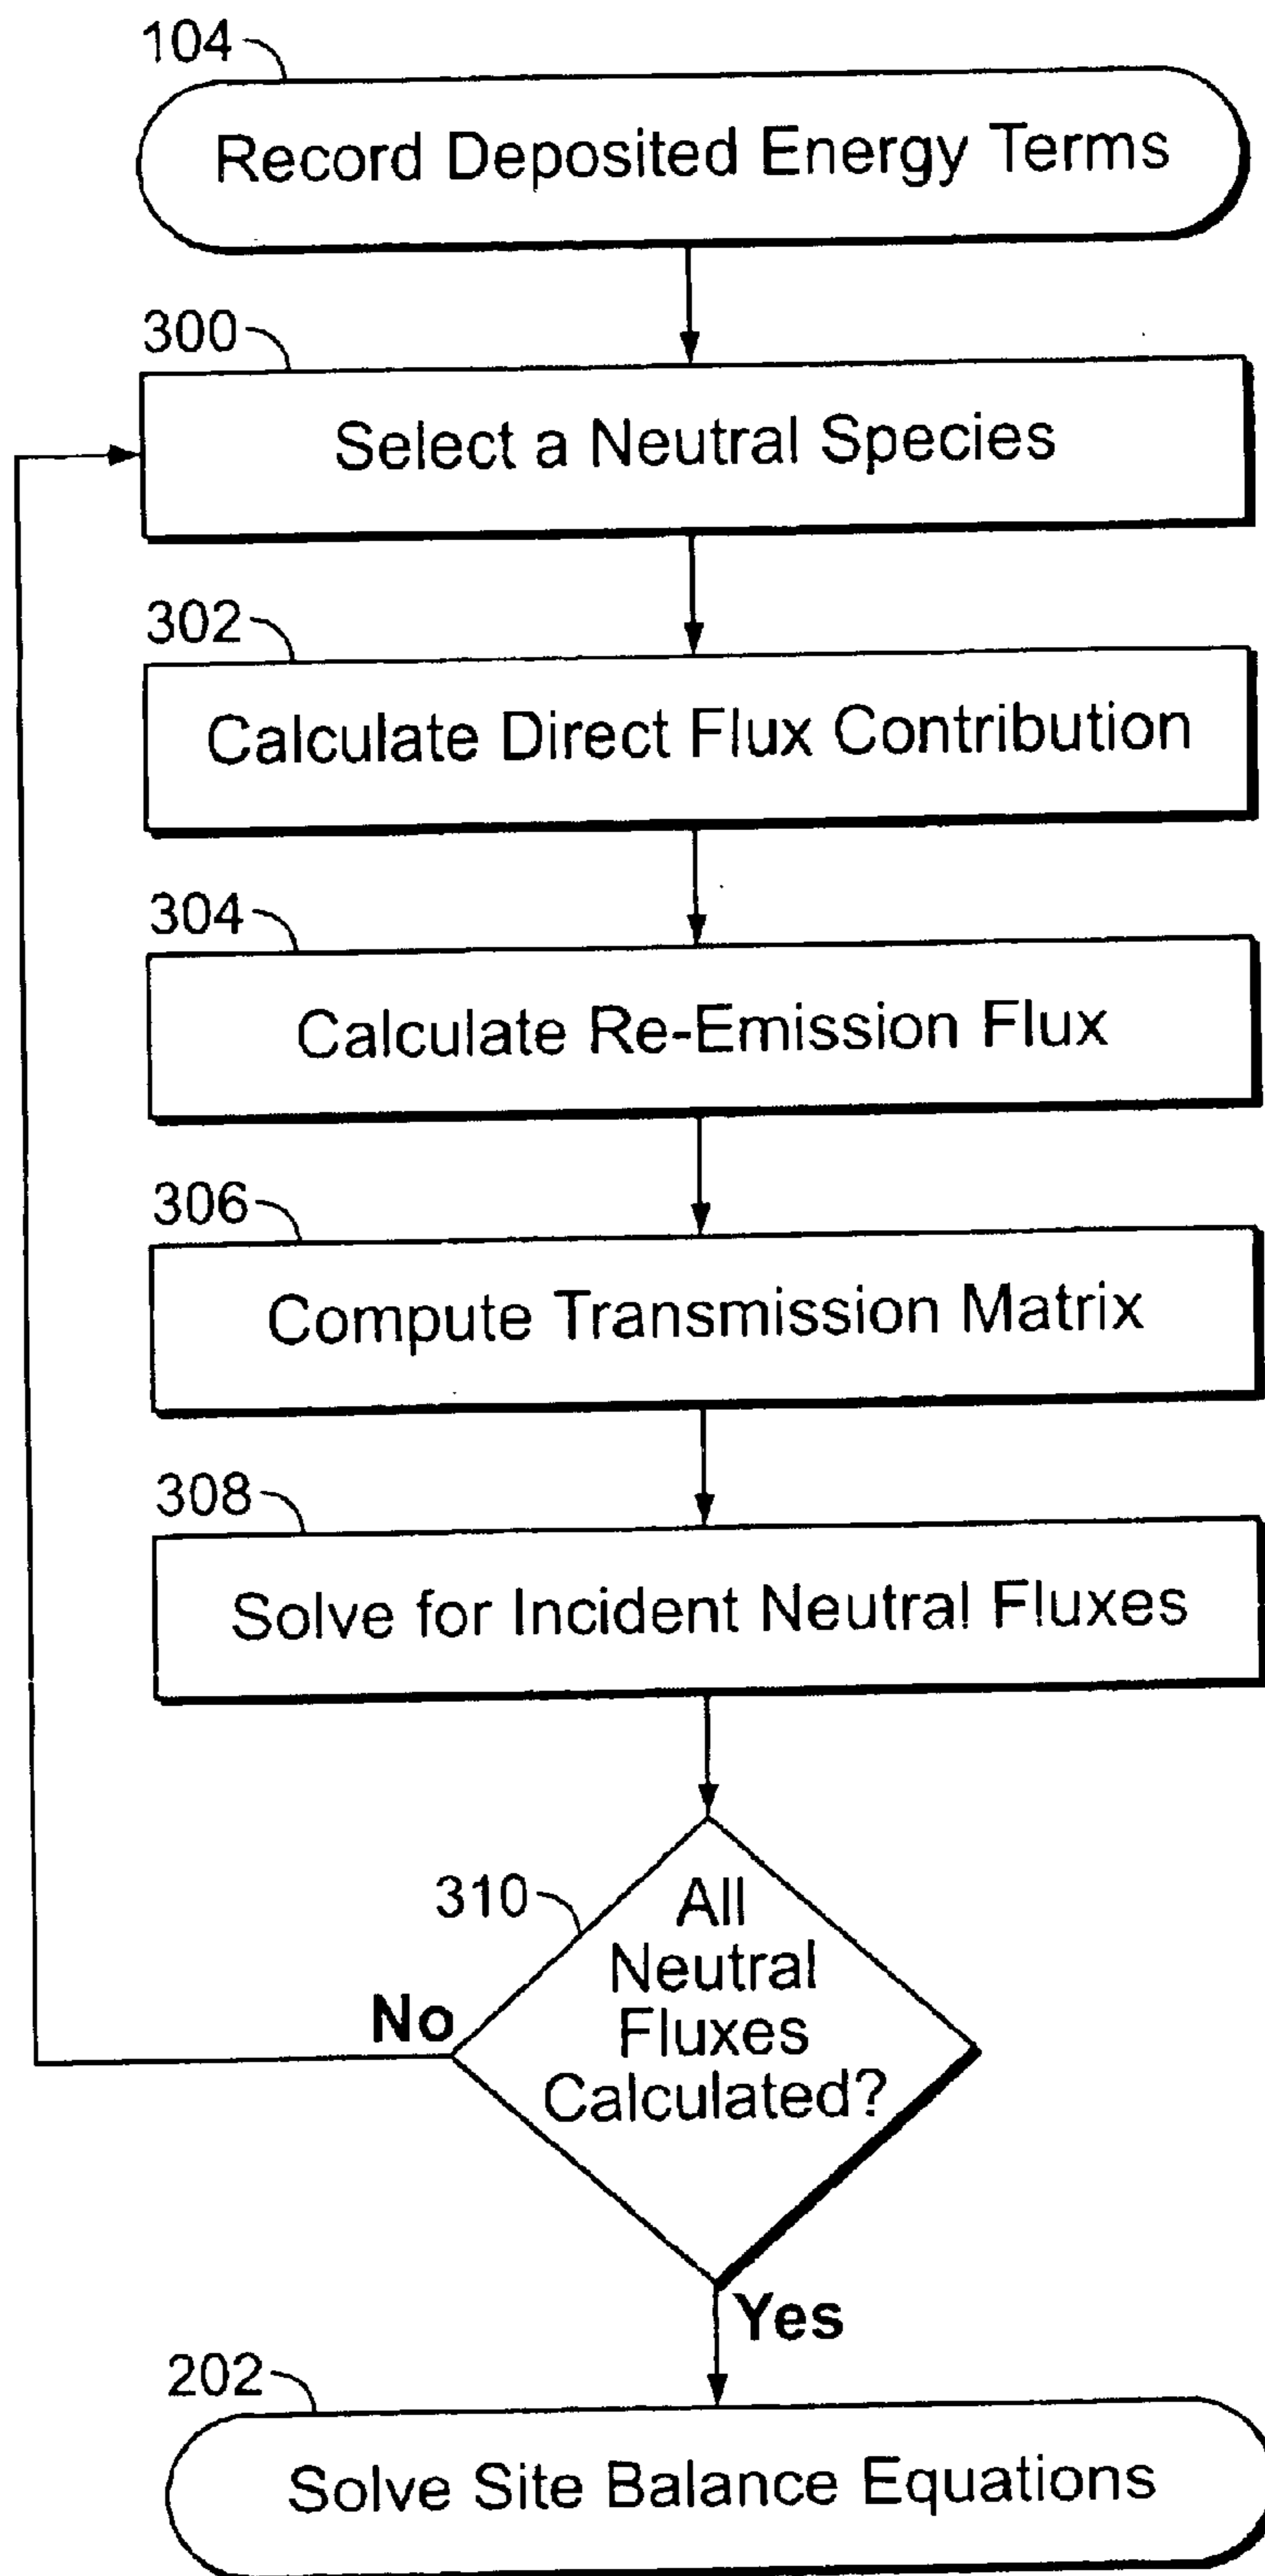 104
Record Deposited Energy Terms
300
Select a Neutral Species
302
Calculate Direct Flux Contribution
304
Calculate Re-Emission Flux
306
Compute Transmission Matrix
308
Solve for Incident Neutral Fluxes
310
All
Neutral
Fluxes
Calculated?
No
Yes
202
Solve Site Balance Equations